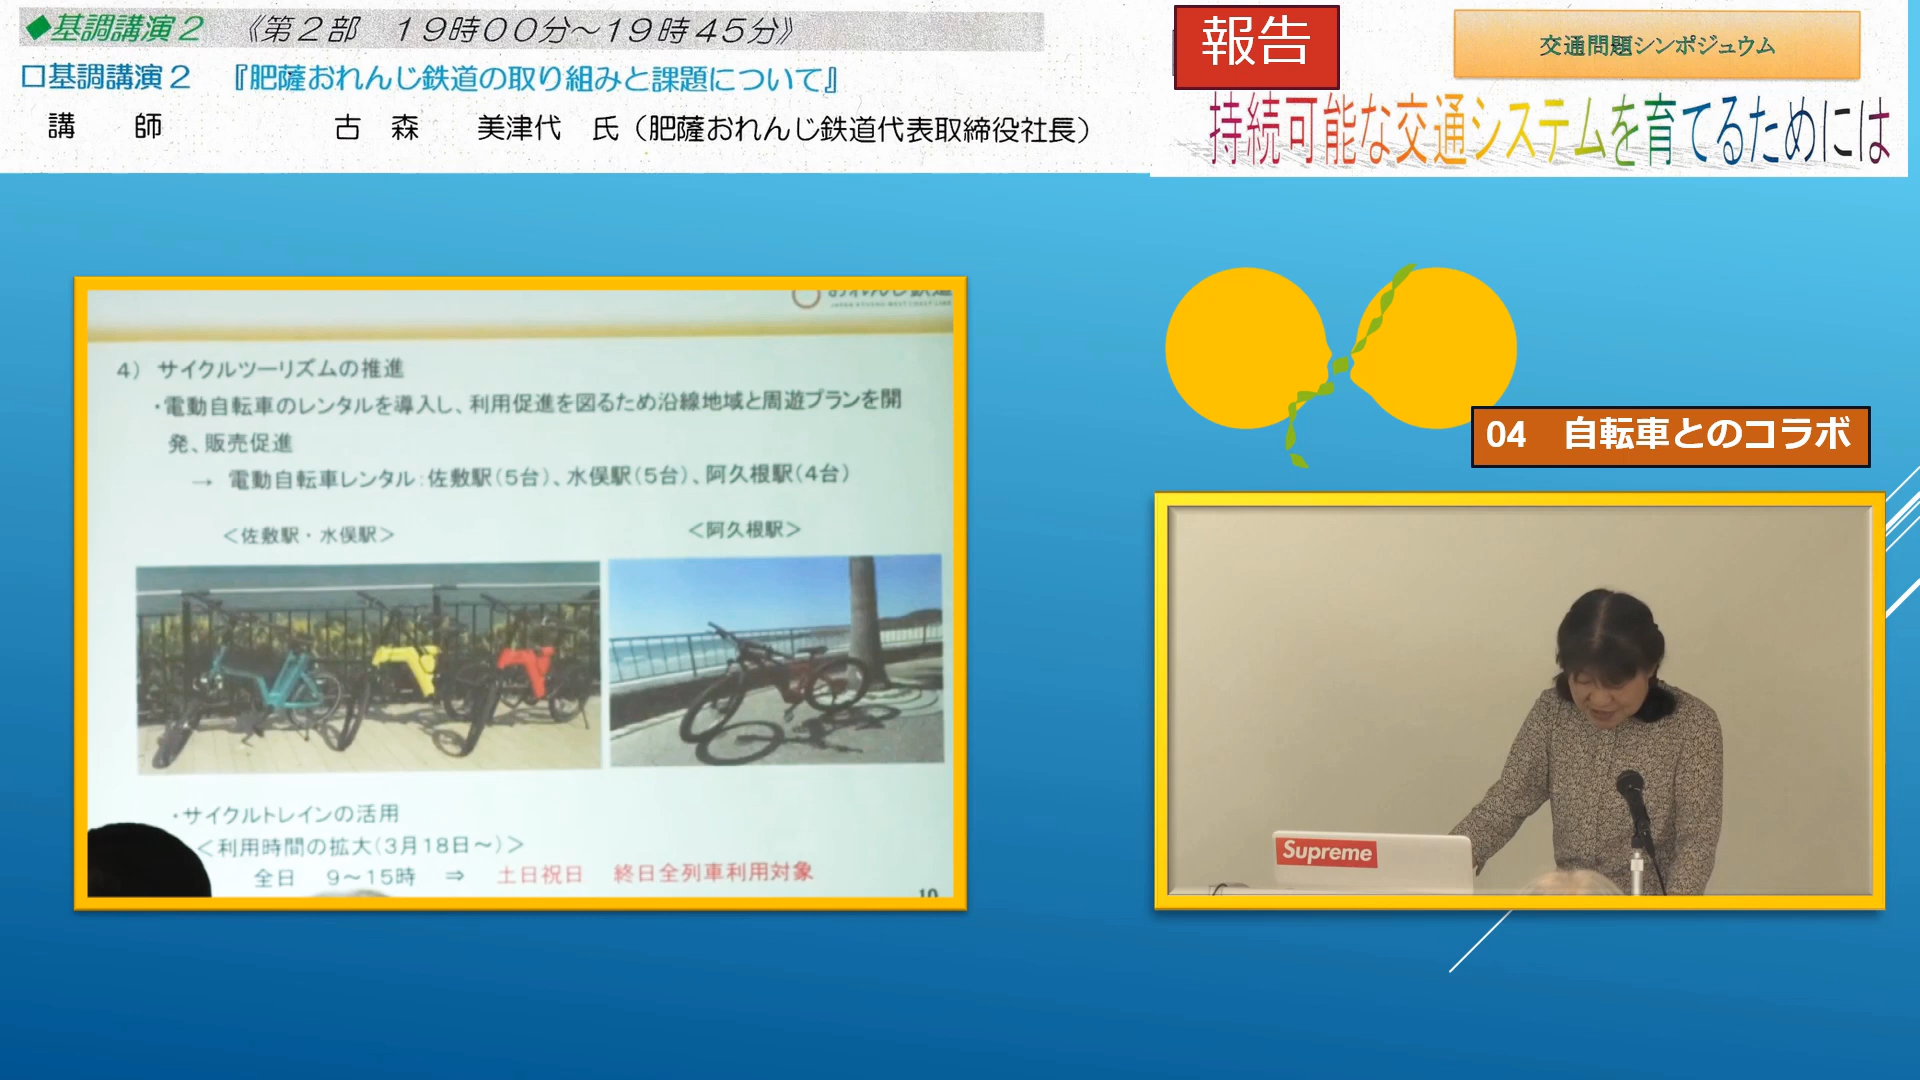 ◆基調講演２　《第２部　１９時００分～１９時４５分》
□基調講演２　『肥薩おれんじ鉄道の取り組みと課題について』
講　師　古　森　美津代　氏（肥薩おれんじ鉄道代表取締役社長）
報告
交通問題シンポジュウム
持続可能な交通システムを育てるためには
おれんじ鉄道
4） サイクルツーリズムの推進
・電動自転車のレンタルを導入し、利用促進を図るため沿線地域と周遊プランを開
発、販売促進
→ 電動自転車レンタル：佐敷駅（5台）、水俣駅（5台）、阿久根駅（4台）
＜佐敷駅・水俣駅＞
＜阿久根駅＞
・サイクルトレインの活用
＜利用時間の拡大（3月18日～）＞
全日　9～15時　⇒　土日祝日　終日全列車利用対象
10
04　自転車とのコラボ
Supreme